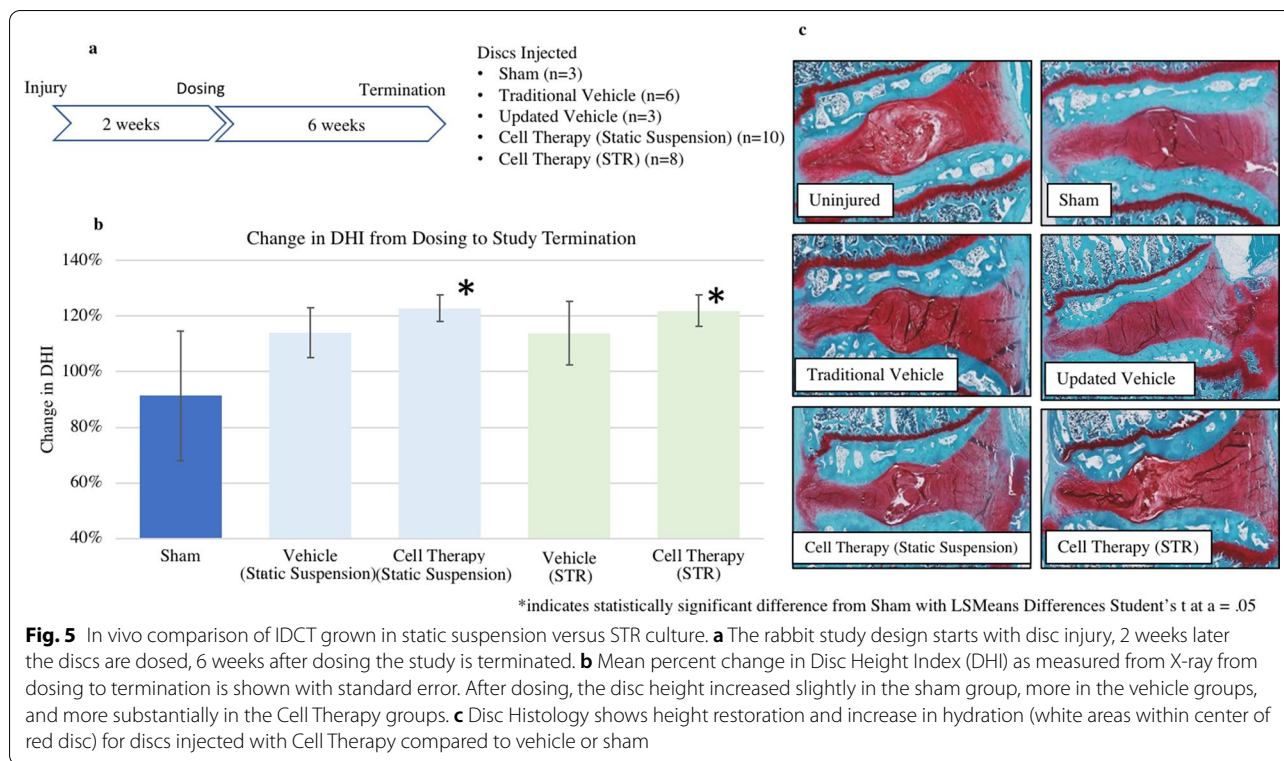 a
Injury
Dosing
Termination
2 weeks
6 weeks
Discs Injected
• Sham (n=3)
• Traditional Vehicle (n=6)
• Updated Vehicle (n=3)
• Cell Therapy (Static Suspension) (n=10)
• Cell Therapy (STR) (n=8)
b
Change in DHI from Dosing to Study Termination
Change in DHI
140%
120%
100%
80%
60%
40%
*
*
Sham
Vehicle
(Static Suspension)
Cell Therapy
(Static Suspension)
Vehicle
(STR)
Cell Therapy
(STR)
c
Uninjured
Sham
Traditional Vehicle
Updated Vehicle
Cell Therapy (Static Suspension)
Cell Therapy (STR)
*indicates statistically significant difference from Sham with LSMeans Differences Student's t at a = .05
Fig. 5 In vivo comparison of IDCT grown in static suspension versus STR culture. a The rabbit study design starts with disc injury, 2 weeks later
the discs are dosed, 6 weeks after dosing the study is terminated. b Mean percent change in Disc Height Index (DHI) as measured from X-ray from
dosing to termination is shown with standard error. After dosing, the disc height increased slightly in the sham group, more in the vehicle groups,
and more substantially in the Cell Therapy groups. c Disc Histology shows height restoration and increase in hydration (white areas within center of
red disc) for discs injected with Cell Therapy compared to vehicle or sham